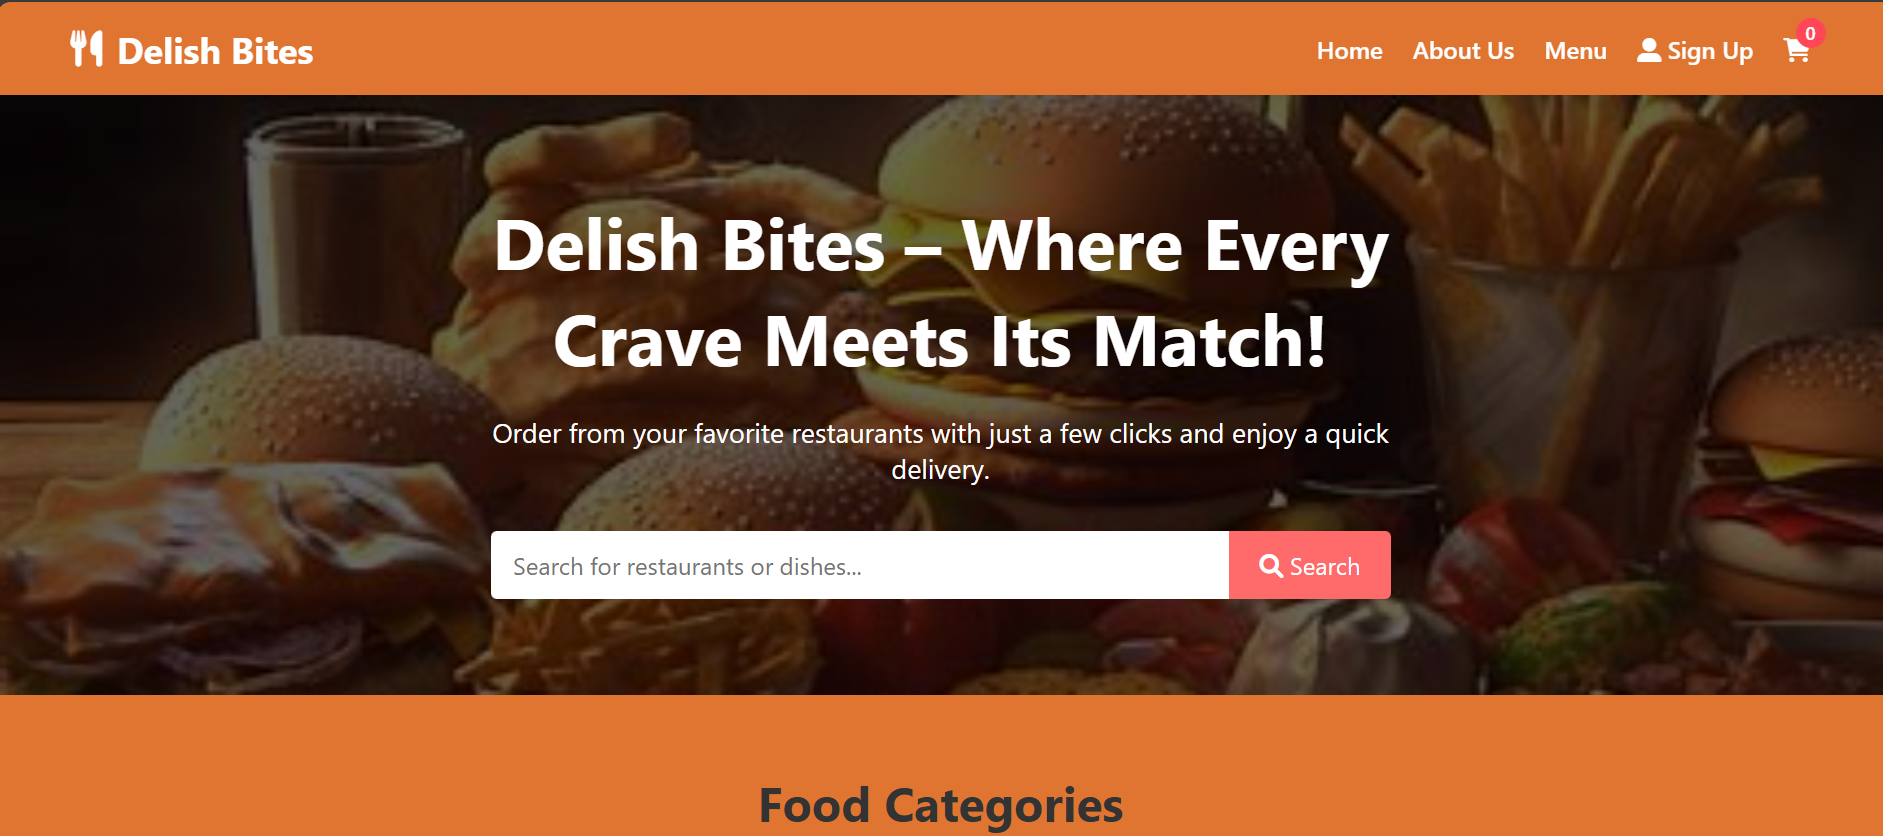 Delish Bites
Home About Us Menu Sign Up 0
Delish Bites – Where Every
Crave Meets Its Match!
Order from your favorite restaurants with just a few clicks and enjoy a quick
delivery.
Search for restaurants or dishes... Search
Food Categories